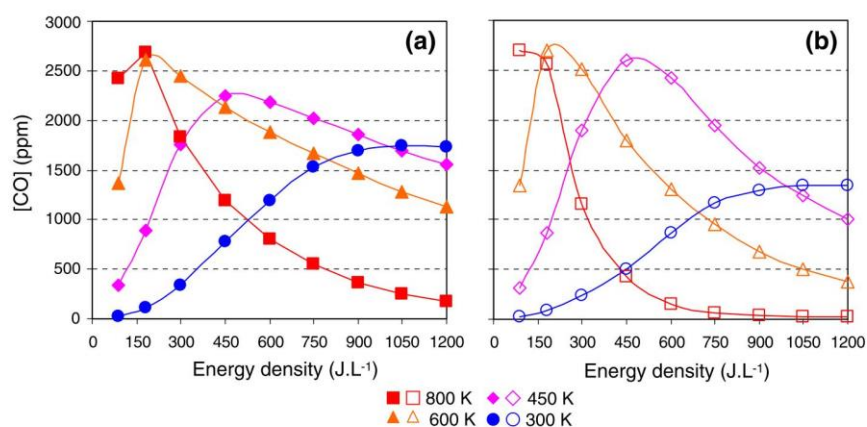 (a)
(b)
[CO] (ppm)
3000
2500
2000
1500
1000
500
0
0 150 300 450 600 750 900 1050 1200
0 150 300 450 600 750 900 1050 1200
Energy density (J.L⁻¹)
Energy density (J.L⁻¹)
800 K
450 K
600 K
300 K